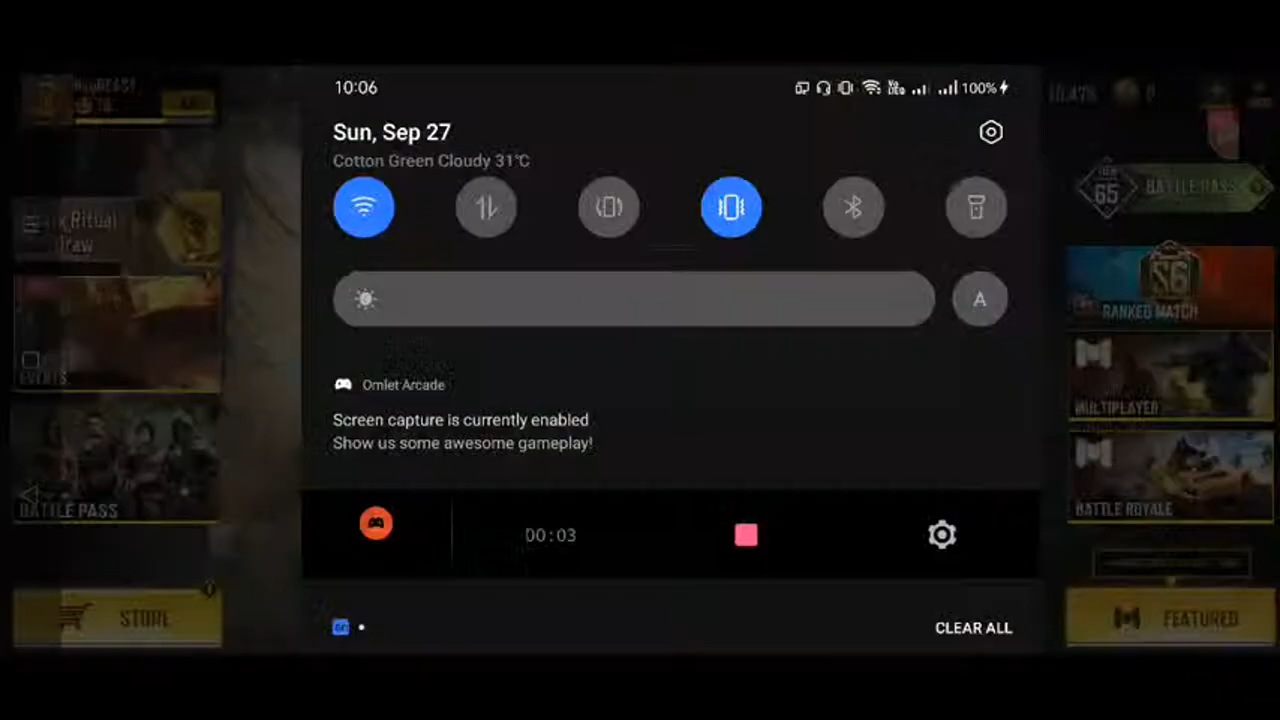 10:06
100%
Sun, Sep 27
Cotton Green Cloudy 31°C
A
Omlet Arcade
Screen capture is currently enabled
Show us some awesome gameplay!
00:03
CLEAR ALL
Ritual
EVENTS
BATTLE PASS
STORE
65
BATTLE PASS
RANKED MATCH
MULTIPLAYER
BATTLE ROYALE
FEATURED